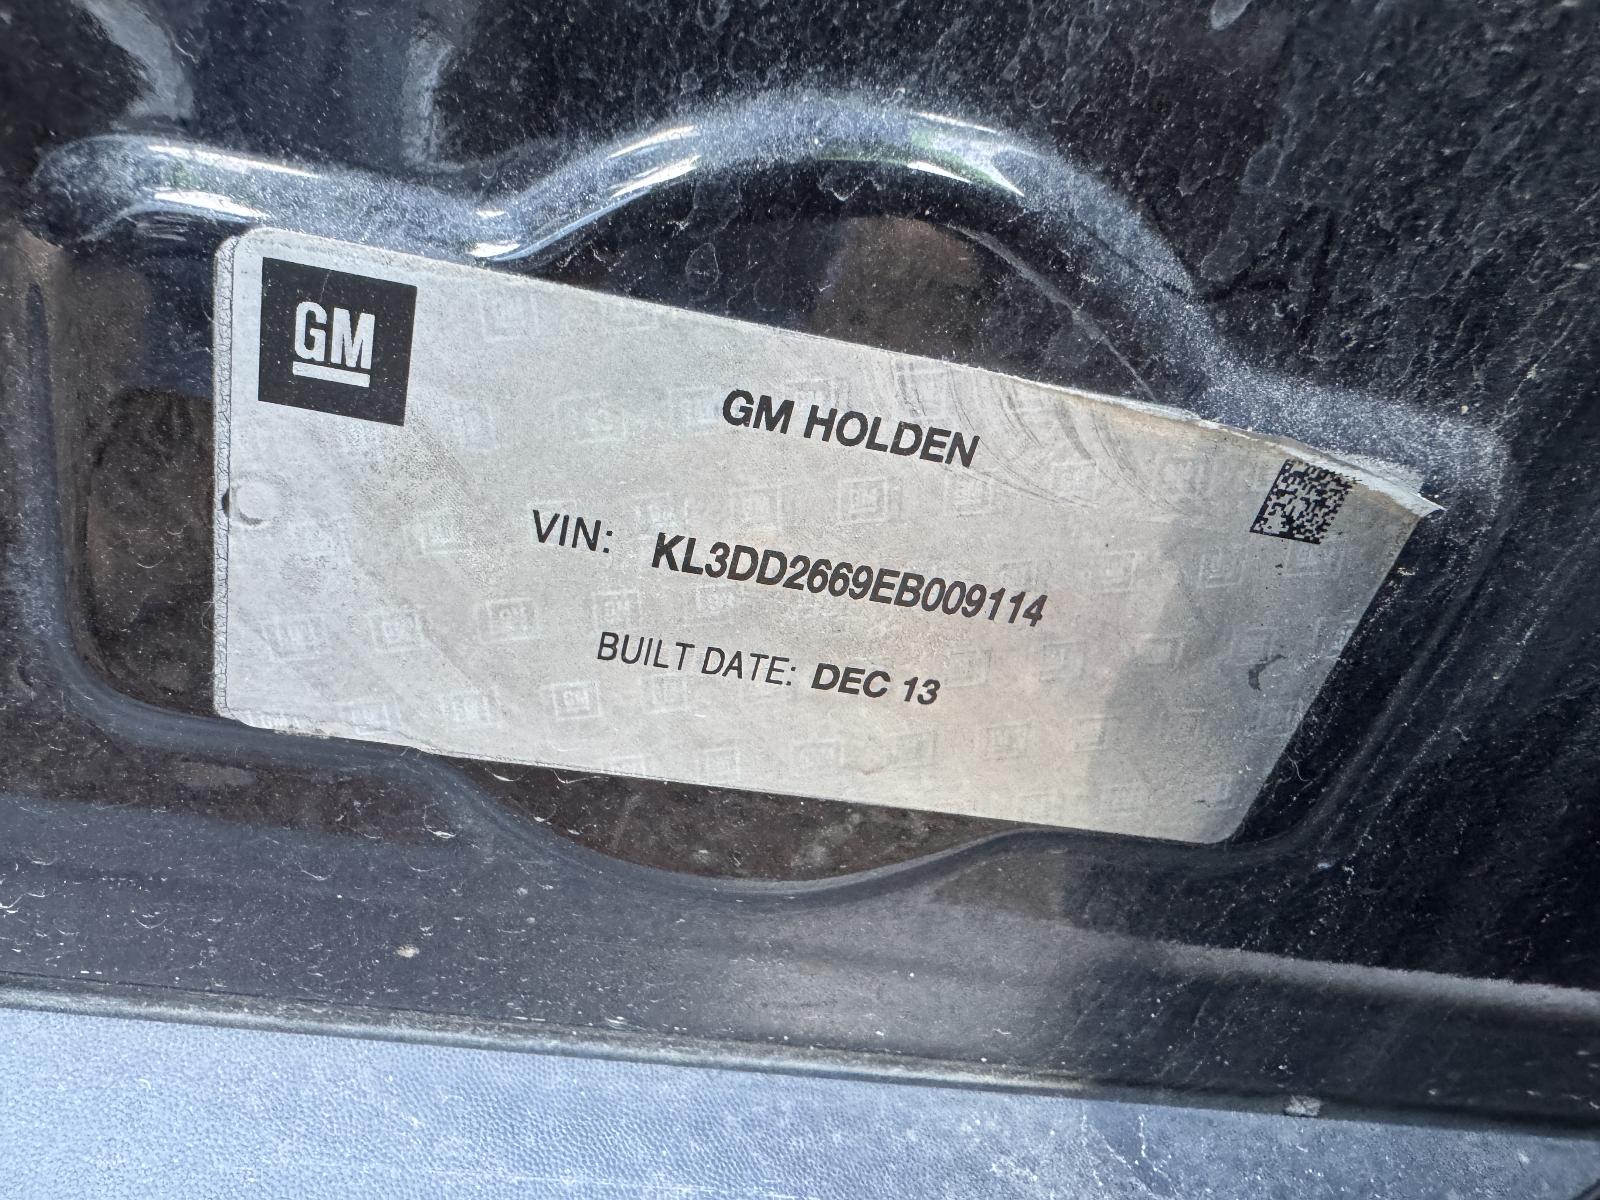 GM
GM HOLDEN
VIN: KL3DD2669EB009114
BUILT DATE: DEC 13